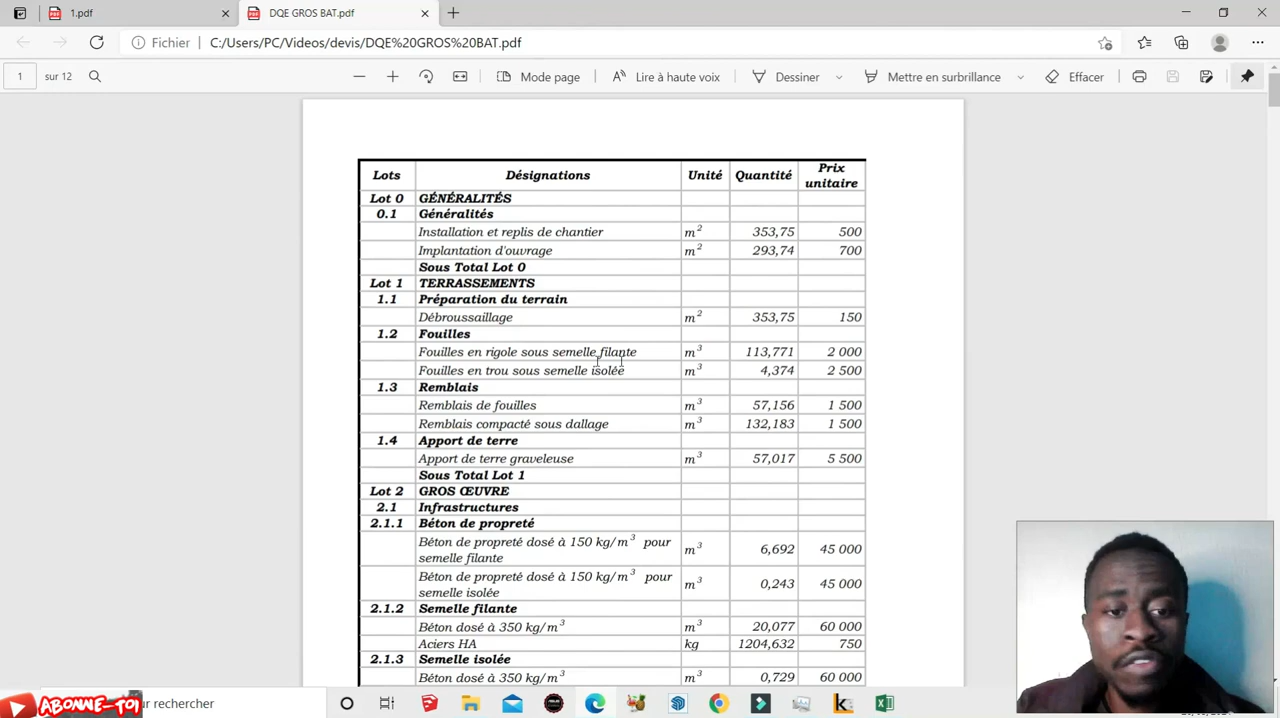 1.pdf
DQE GROS BAT.pdf
Fichier C:/Users/PC/Videos/devis/DQE%20GROS%20BAT.pdf
1 sur 12 Mode page Lire à haute voix Dessiner Mettre en surbrillance Effacer
Lots Désignations Unité Quantité Prix unitaire
Lot 0 GÉNÉRALITÉS
0.1 Généralités
Installation et replis de chantier m² 353,75 500
Implantation d'ouvrage m² 293,74 700
Sous Total Lot 0
Lot 1 TERRASSEMENTS
1.1 Préparation du terrain
Débroussaillage m² 353,75 150
1.2 Fouilles
Fouilles en rigole sous semelle filante m³ 113,771 2 000
Fouilles en trou sous semelle isolée m³ 4,374 2 500
1.3 Remblais
Remblais de fouilles m³ 57,156 1 500
Remblais compacté sous dallage m³ 132,183 1 500
1.4 Apport de terre
Apport de terre graveleuse m³ 57,017 5 500
Sous Total Lot 1
Lot 2 GROS ŒUVRE
2.1 Infrastructures
2.1.1 Béton de propreté
Béton de propreté dosé à 150 kg/m³ pour
semelle filante m³ 6,692 45 000
Béton de propreté dosé à 150 kg/m³ pour
semelle isolée m³ 0,243 45 000
2.1.2 Semelle filante
Béton dosé à 350 kg/m³ m³ 20,077 60 000
Aciers HA kg 1204,632 750
2.1.3 Semelle isolée
Béton dosé à 350 kg/m³ m³ 0,729 60 000
ABONNE-TOI
ur rechercher